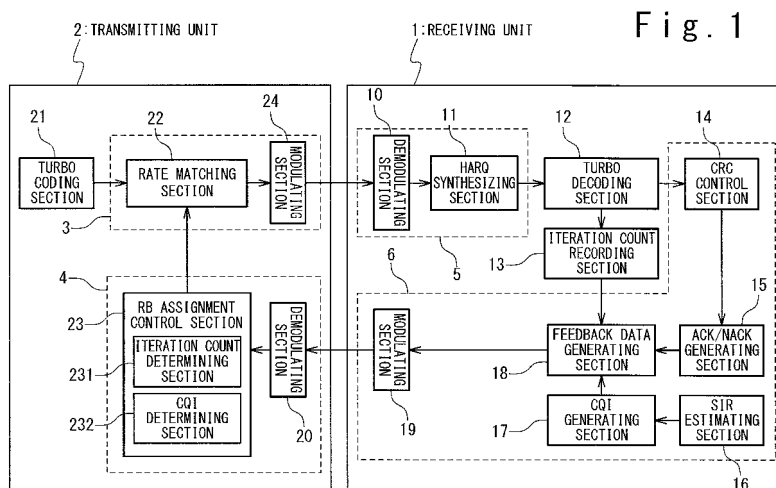 Fig. 1
2:TRANSMITTING UNIT
1:RECEIVING UNIT
21
TURBO
CODING
SECTION
22
RATE MATCHING
SECTION
24
MODULATING
SECTION
3
10
DEMODULATING
SECTION
11
HARQ
SYNTHESIZING
SECTION
5
12
TURBO
DECODING
SECTION
14
CRC
CONTROL
SECTION
13
ITERATION COUNT
RECORDING
SECTION
4
23
RB ASSIGNMENT
CONTROL SECTION
231
ITERATION COUNT
DETERMINING
SECTION
232
CQI
DETERMINING
SECTION
DEMODULATING
SECTION
20
6
MODULATING
SECTION
19
FEEDBACK DATA
GENERATING
SECTION
18
15
ACK/NACK
GENERATING
SECTION
17
CQI
GENERATING
SECTION
SIR
ESTIMATING
SECTION
16